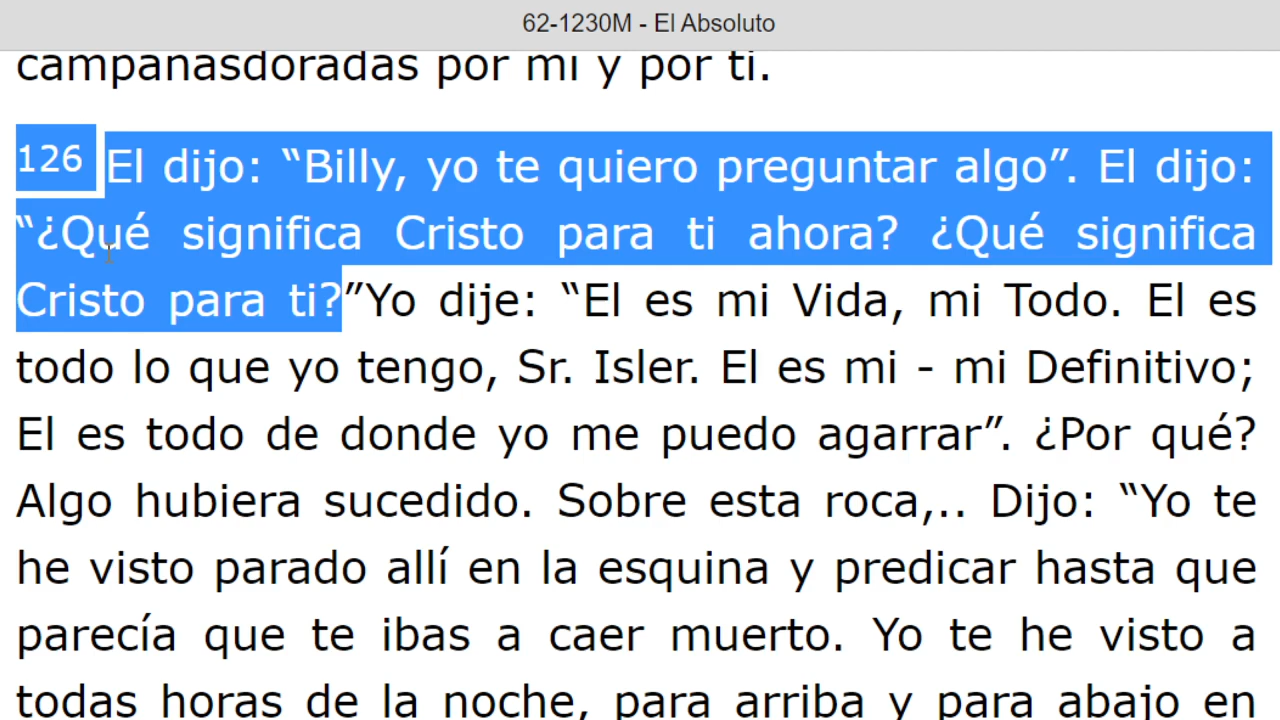 62-1230M - El Absoluto
campanasdoradas por mí y por ti.
126 El dijo: “Billy, yo te quiero preguntar algo”. El dijo:
“¿Qué significa Cristo para ti ahora? ¿Qué significa
Cristo para ti?”Yo dije: “El es mi Vida, mi Todo. El es
todo lo que yo tengo, Sr. Isler. El es mi - mi Definitivo;
El es todo de donde yo me puedo agarrar”. ¿Por qué?
Algo hubiera sucedido. Sobre esta roca,.. Dijo: “Yo te
he visto parado allí en la esquina y predicar hasta que
parecía que te ibas a caer muerto. Yo te he visto a
todas horas de la noche, para arriba y para abajo en